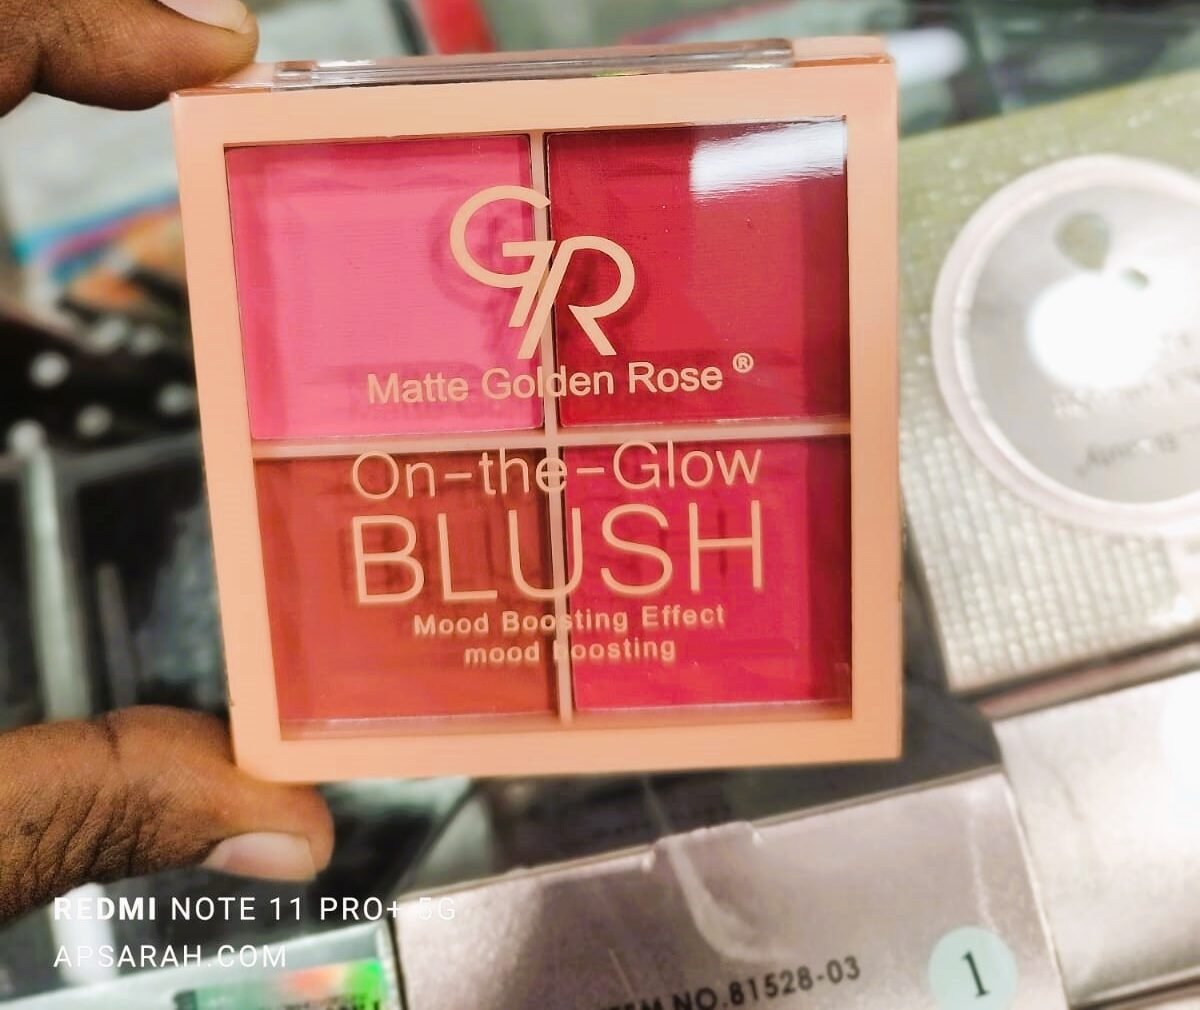 GR
Matte Golden Rose ®
On-the-Glow
BLUSH
Mood Boosting Effect
mood boosting
REDMI NOTE 11 PRO+ 5G
APSARAH.COM
NO.81528-03
1